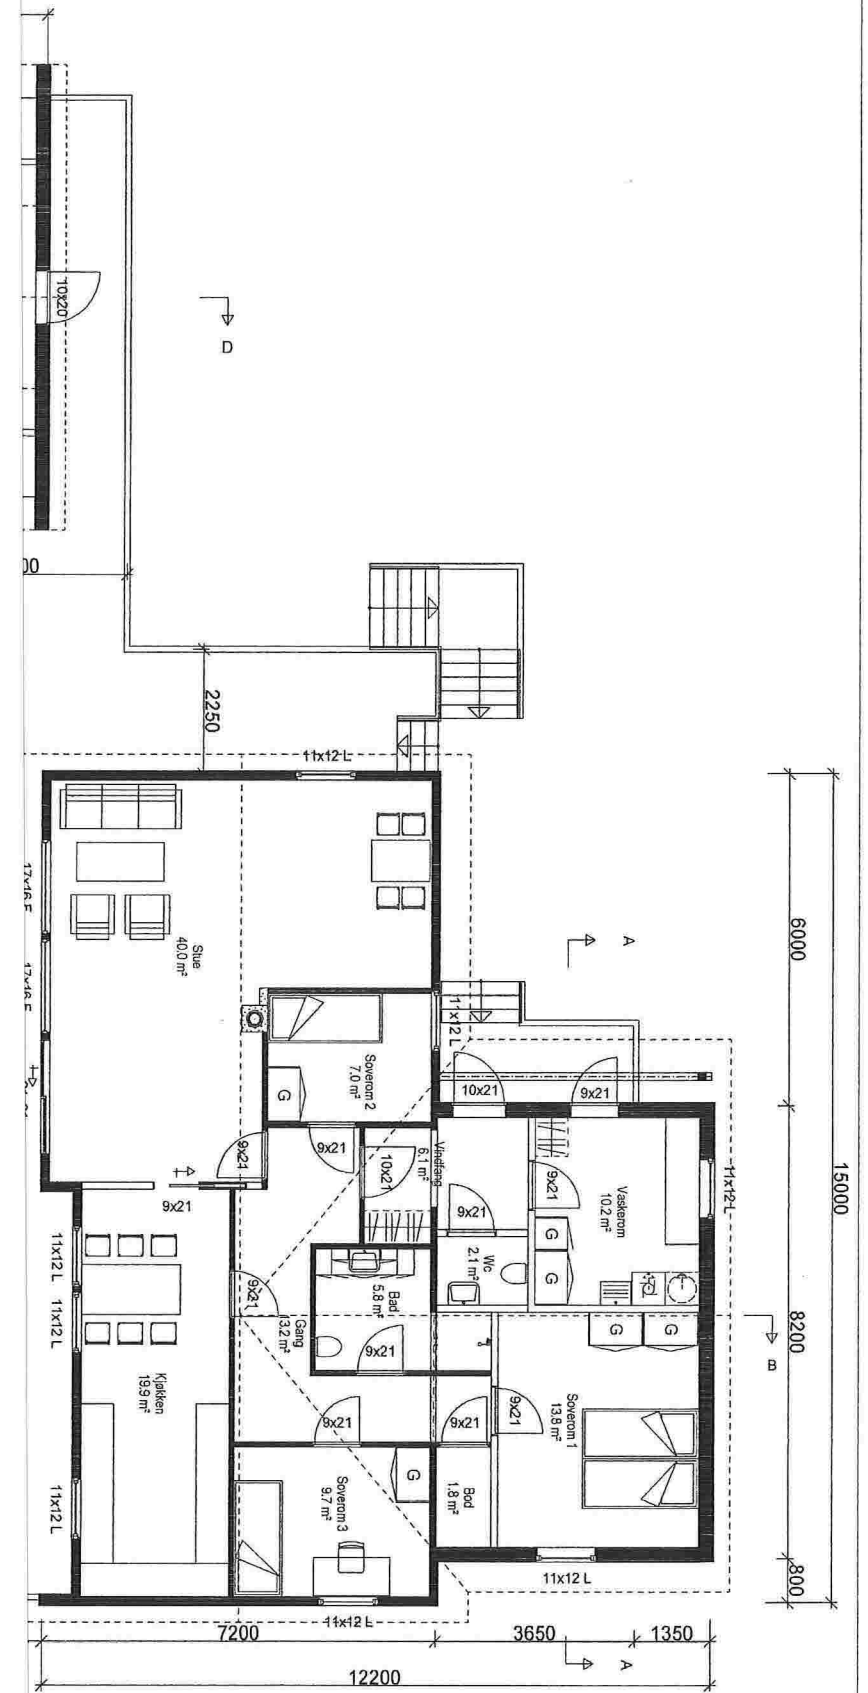 10x20
D
00
2250
11x12 L
6000
A
17x16 F
17x16 F
Stue
40.0 m²
11x12 L
Soverom 2
7.0 m²
G
10x21
9x21
15000
Vindfang
6.1 m²
9x21
9x21
10x21
9x21
9x21
9x21
Vaskerom
10.2 m²
11x12 L
G
G
Wc
2.1 m²
11x12 L
11x12 L
9x21
Bad
5.8 m²
Gang
13.2 m²
9x21
G
G
B
8200
Kjøkken
19.9 m²
9x21
9x21
9x21
Soverom 1
13.8 m²
11x12 L
Soverom 3
9.7 m²
G
Bod
1.8 m²
11x12 L
800
11x12 L
7200
3650
1350
A
12200